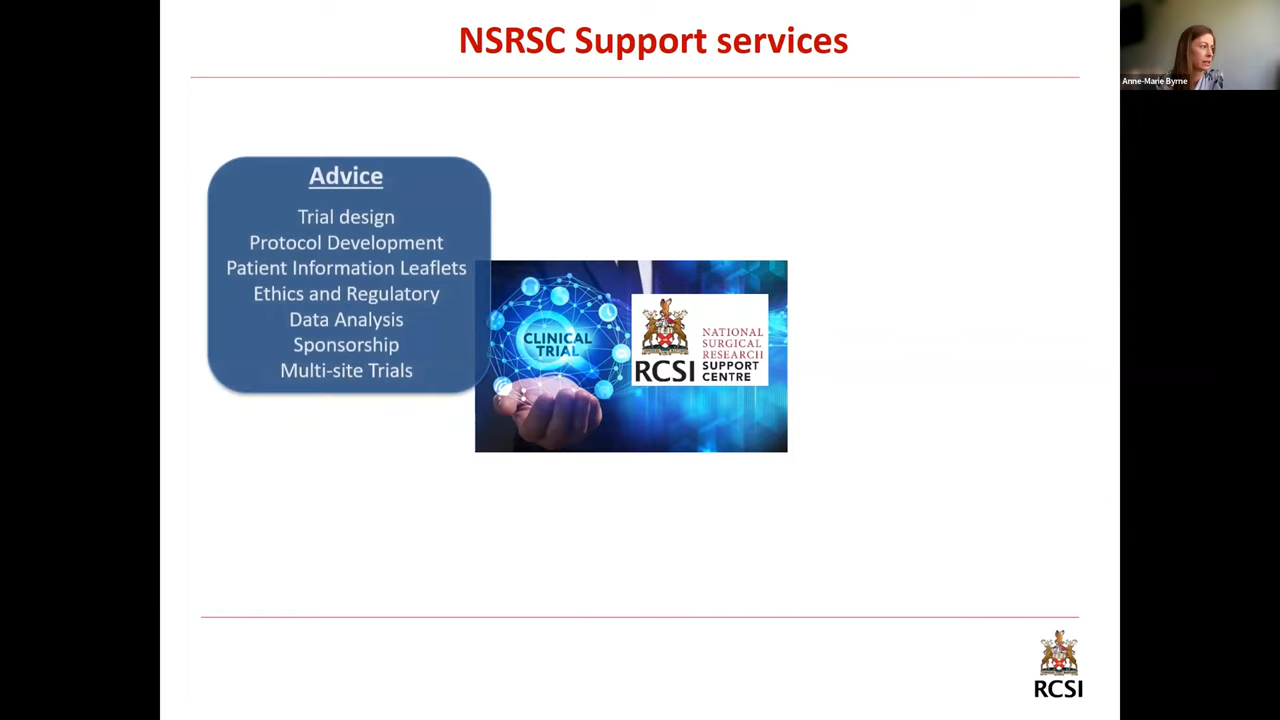 NSRSC Support services
Anne-Marie Byrne
Advice
Trial design
Protocol Development
Patient Information Leaflets
Ethics and Regulatory
Data Analysis
Sponsorship
Multi-site Trials
CLINICAL
TRIAL
NATIONAL
SURGICAL
RESEARCH
SUPPORT
CENTRE
RCSI
RCSI